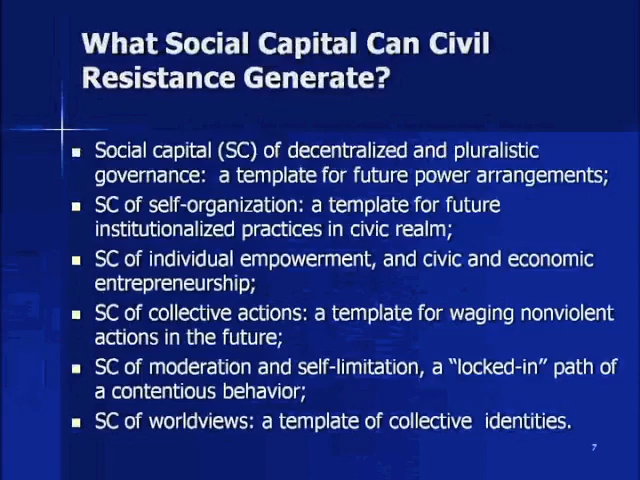 What Social Capital Can Civil
Resistance Generate?
Social capital (SC) of decentralized and pluralistic
governance: a template for future power arrangements;
SC of self-organization: a template for future
institutionalized practices in civic realm;
SC of individual empowerment, and civic and economic
entrepreneurship;
SC of collective actions: a template for waging nonviolent
actions in the future;
SC of moderation and self-limitation, a “locked-in” path of
a contentious behavior;
SC of worldviews: a template of collective identities.
7